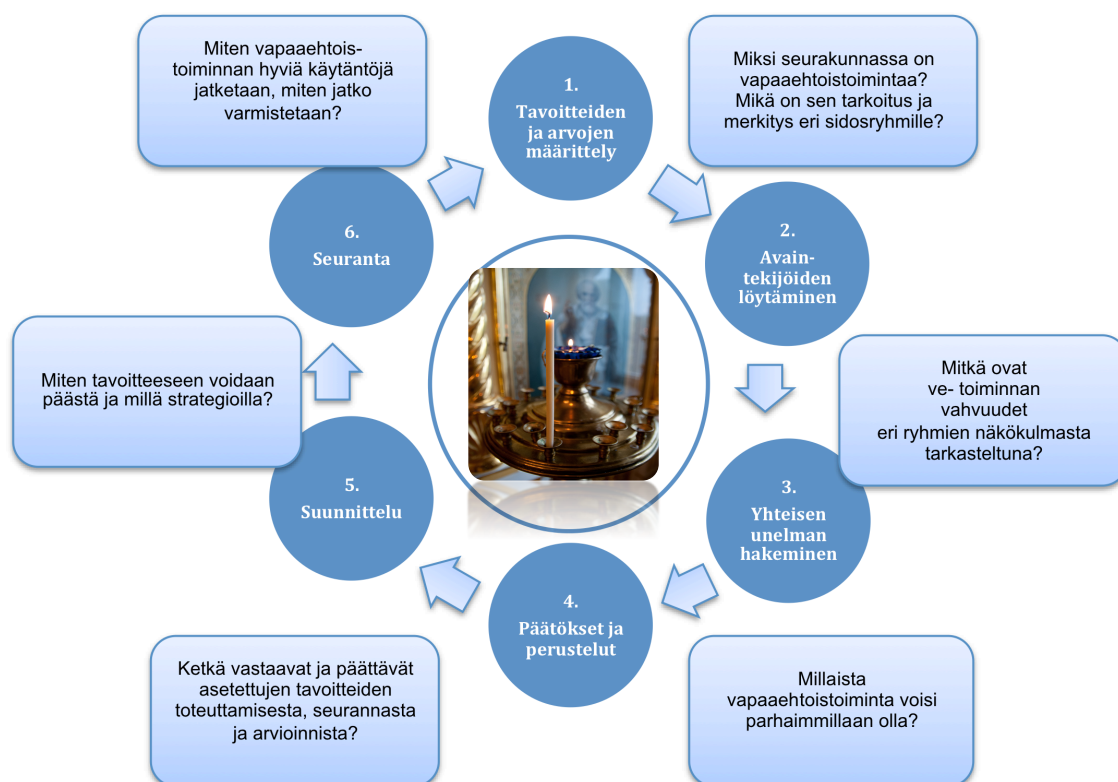 Miten vapaaehtois-
toiminnan hyviä käytäntöjä
jatketaan, miten jatko
varmistetaan?
1.
Tavoitteiden
ja arvojen
määrittely
Miksi seurakunnassa on
vapaaehtoistoimintaa?
Mikä on sen tarkoitus ja
merkitys eri sidosryhmille?
2.
Avain-
tekijöiden
löytäminen
Mitkä ovat
ve- toiminnan
vahvuudet
eri ryhmien näkökulmasta
tarkasteltuna?
3.
Yhteisen
unelman
hakeminen
Millaista
vapaaehtoistoiminta voisi
parhaimmillaan olla?
4.
Päätökset ja
perustelut
Ketkä vastaavat ja päättävät
asetettujen tavoitteiden
toteuttamisesta, seurannasta
ja arvioinnista?
5.
Suunnittelu
Miten tavoitteeseen voidaan
päästä ja millä strategioilla?
6.
Seuranta